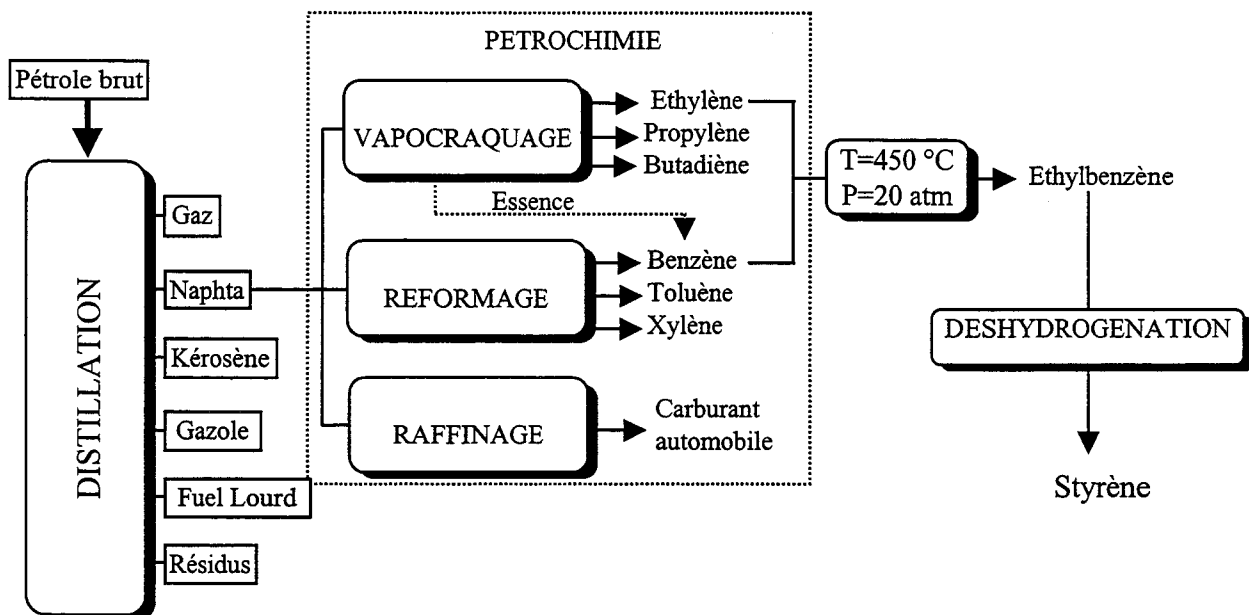 PETROCHIMIE
Pétrole brut
DISTILLATION
Gaz
Naphta
Kérosène
Gazole
Fuel Lourd
Résidus
VAPOCRAQUAGE
Ethylène
Propylène
Butadiène
Essence
REFORMAGE
Benzène
Toluène
Xylène
RAFFINAGE
Carburant
automobile
T=450 °C
P=20 atm
Ethylbenzène
DESHYDROGENATION
Styrène